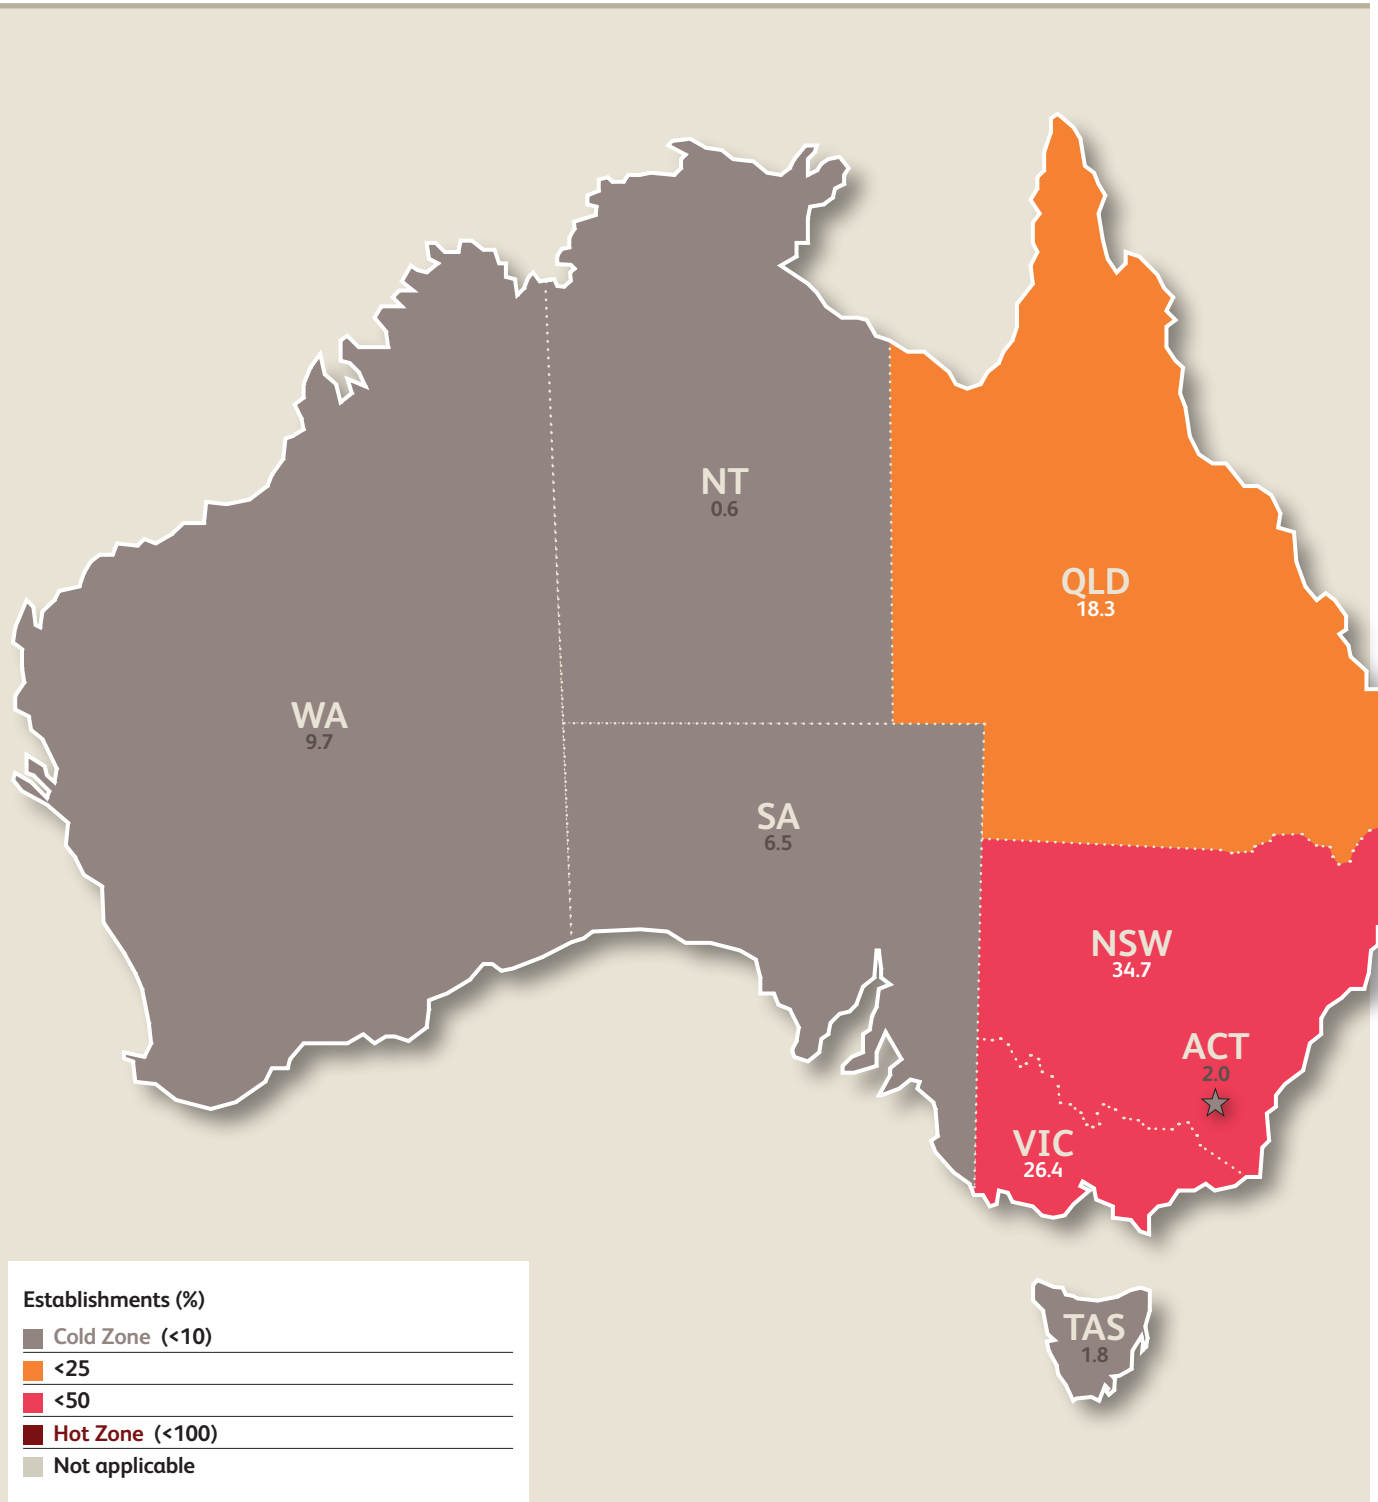 NT
0.6
QLD
18.3
WA
9.7
SA
6.5
NSW
34.7
ACT
2.0
VIC
26.4
TAS
1.8
Establishments (%)
Cold Zone (<10)
<25
<50
Hot Zone (<100)
Not applicable